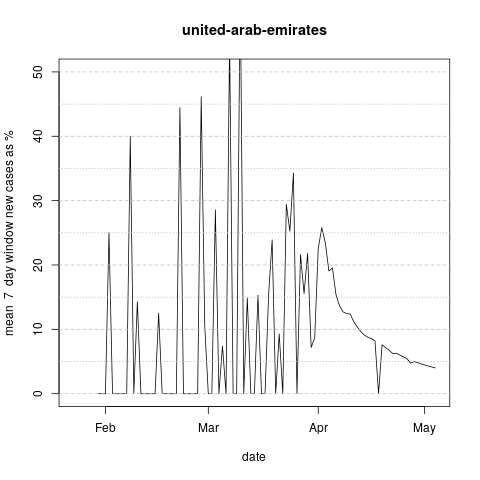 united-arab-emirates
mean  7  day window new cases as %
50
40
30
20
10
0
Feb
Mar
Apr
May
date